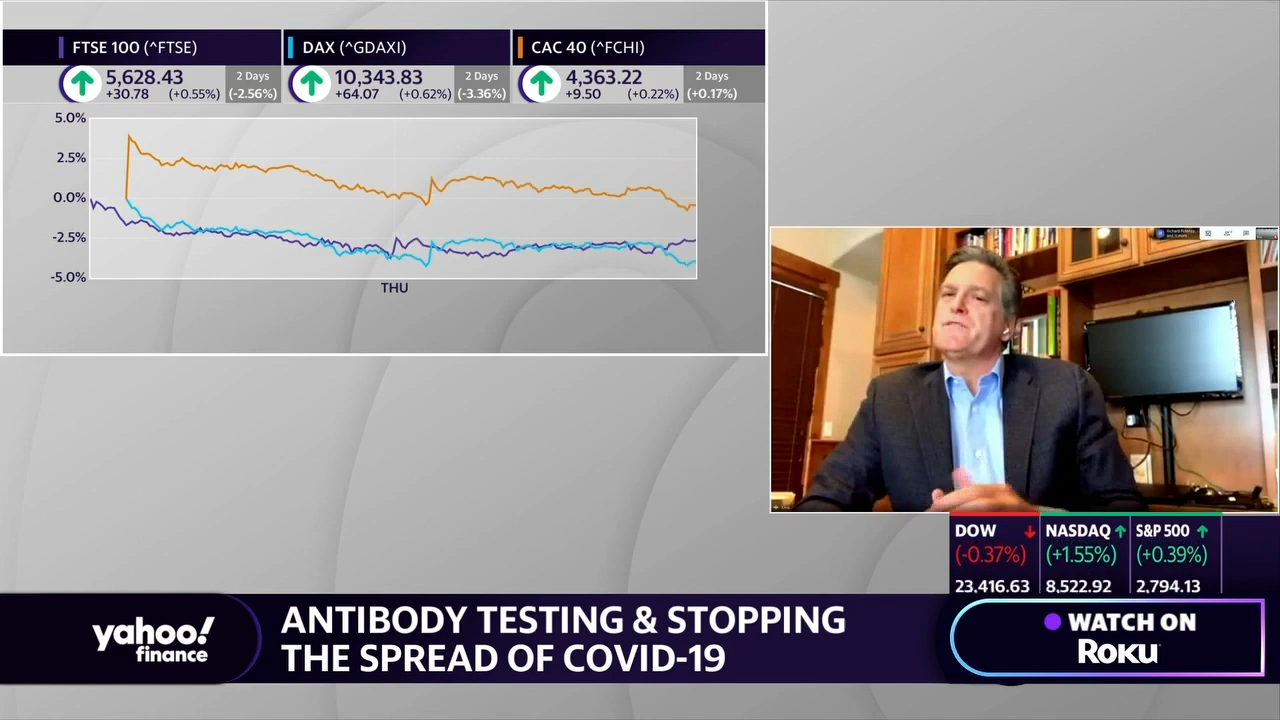 FTSE 100 (^FTSE)
5,628.43
+30.78 (+0.55%)
2 Days
(-2.56%)
DAX (^GDAXI)
10,343.83
+64.07 (+0.62%)
2 Days
(-3.36%)
CAC 40 (^FCHI)
4,363.22
+9.50 (+0.22%)
2 Days
(+0.17%)
5.0%
2.5%
0.0%
-2.5%
-5.0%
THU
DOW
(-0.37%)
23,416.63
NASDAQ
(+1.55%)
8,522.92
S&P 500
(+0.39%)
2,794.13
yahoo!
finance
ANTIBODY TESTING & STOPPING
THE SPREAD OF COVID-19
WATCH ON
Roku